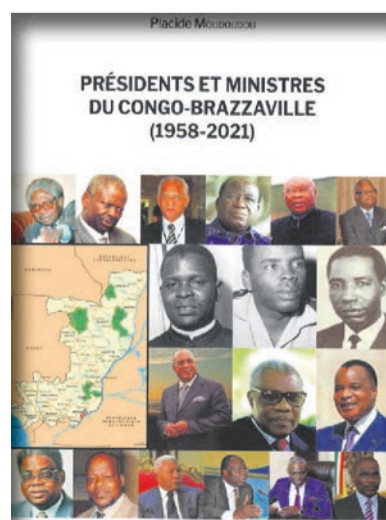 Placide Moudoudou
PRÉSIDENTS ET MINISTRES
DU CONGO-BRAZZAVILLE
(1958-2021)